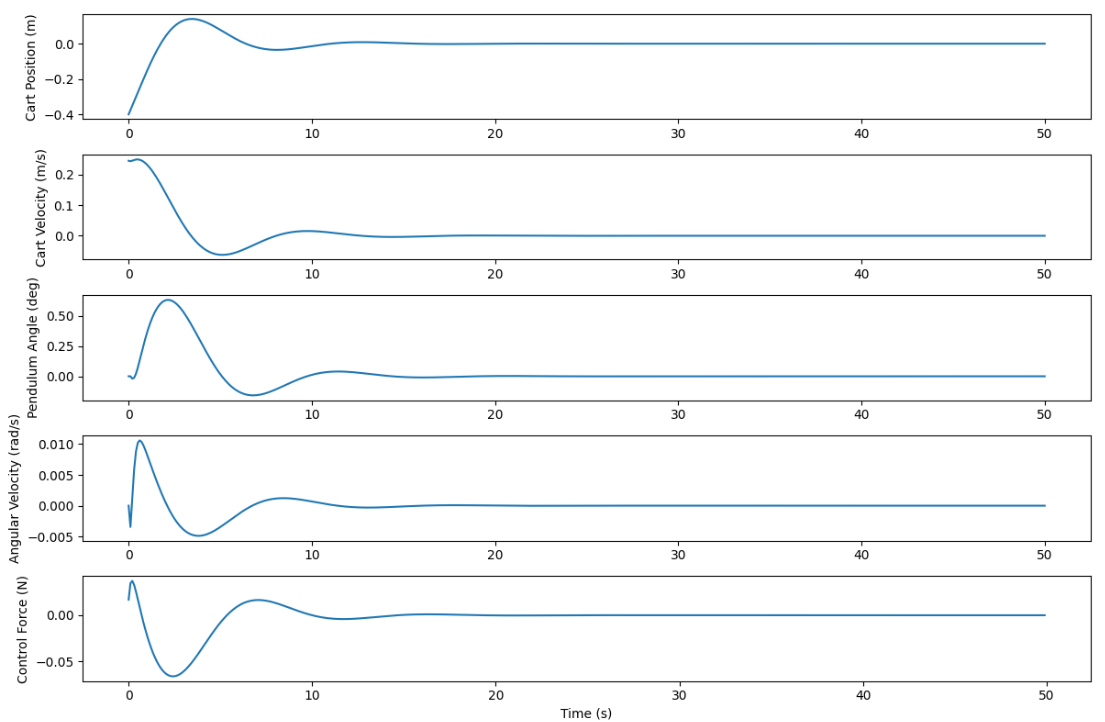 Cart Position (m)
0.0
−0.2
−0.4
0 10 20 30 40 50
Cart Velocity (m/s)
0.2
0.1
0.0
0 10 20 30 40 50
Pendulum Angle (deg)
0.50
0.25
0.00
0 10 20 30 40 50
Angular Velocity (rad/s)
0.010
0.005
0.000
−0.005
0 10 20 30 40 50
Control Force (N)
0.00
−0.05
0 10 20 30 40 50
Time (s)